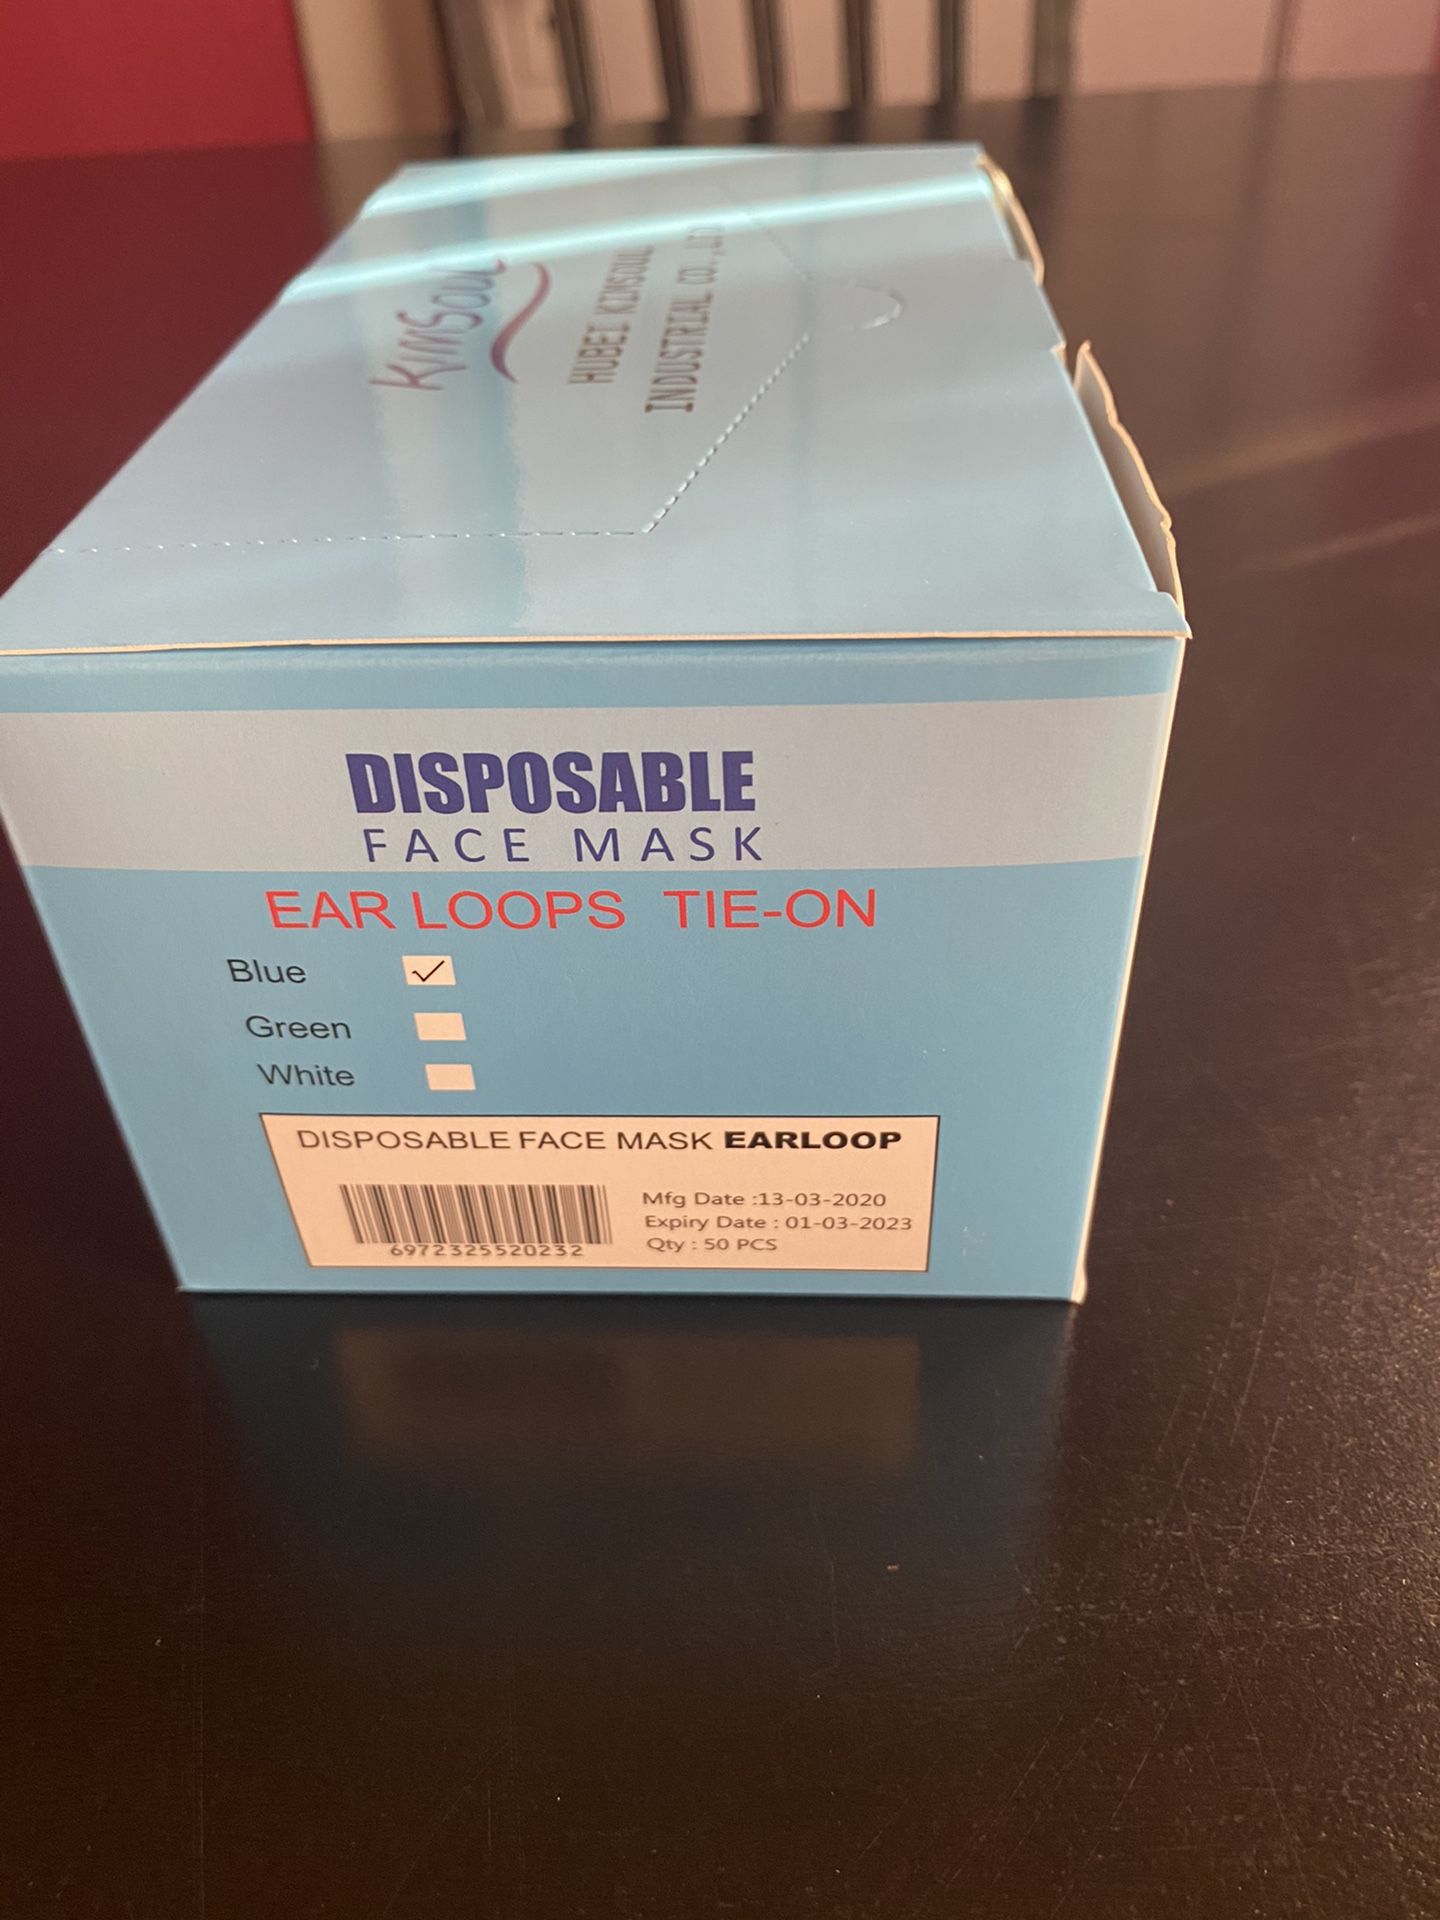 KIMSOUL
HUBEI KIMSOUL
INDUSTRIAL CO.,LTD
DISPOSABLE
FACE MASK
EAR LOOPS TIE-ON
Blue ✓
Green
White
DISPOSABLE FACE MASK EARLOOP
6972325520232
Mfg Date :13-03-2020
Expiry Date : 01-03-2023
Qty : 50 PCS